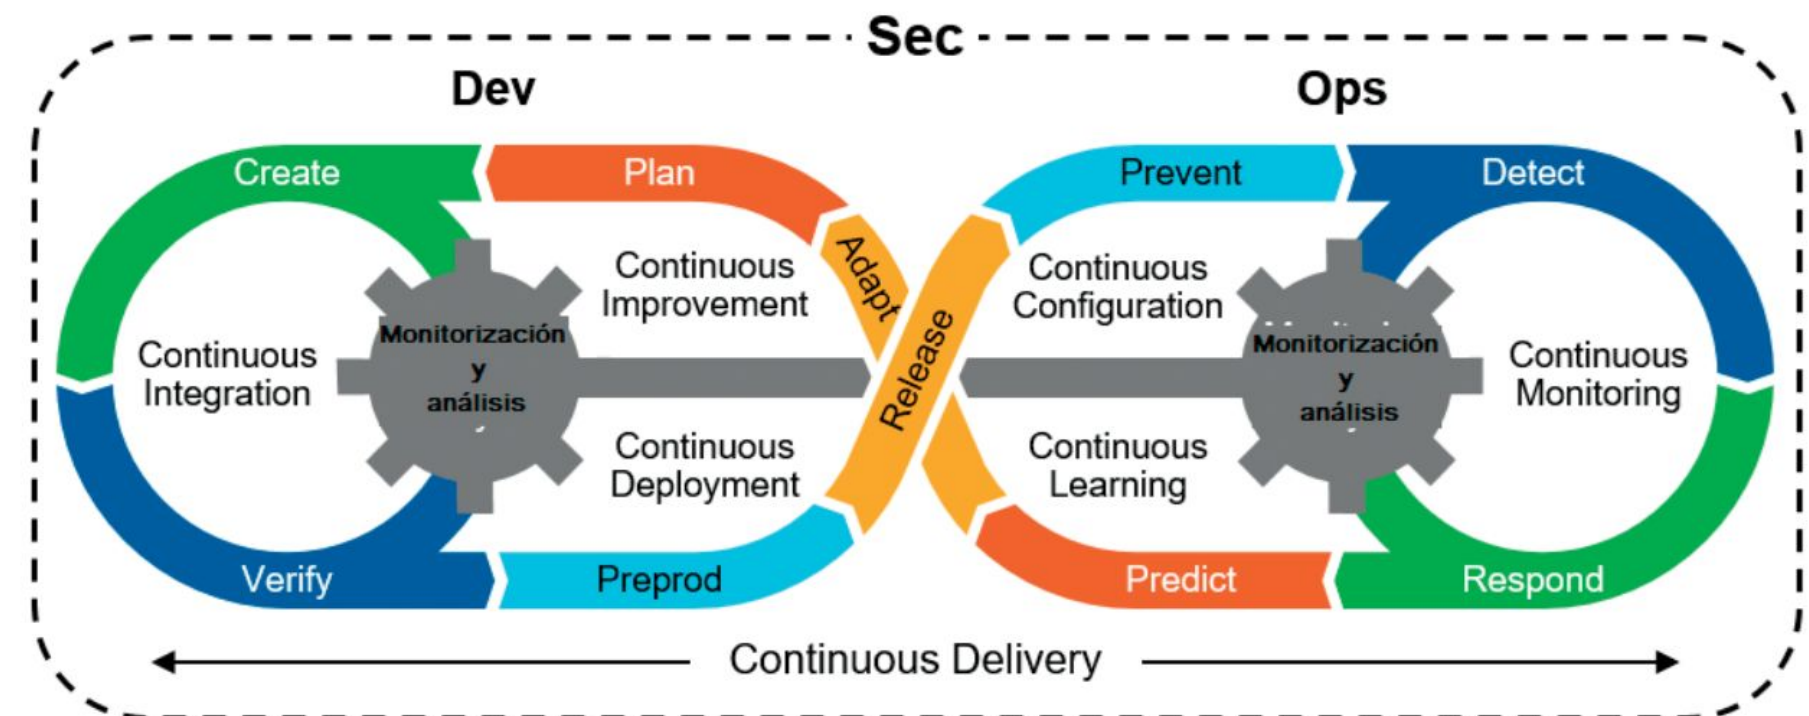 Sec
Dev
Ops
Create
Plan
Prevent
Detect
Adapt
Release
Continuous
Improvement
Continuous
Configuration
Continuous
Integration
Monitorización
y
análisis
Monitorización
y
análisis
Continuous
Monitoring
Continuous
Deployment
Continuous
Learning
Verify
Preprod
Predict
Respond
Continuous Delivery